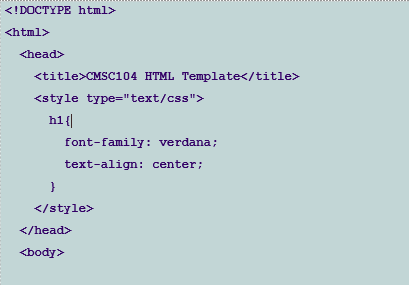 <!DOCTYPE html>
<html>
<head>
<title>CMSC104 HTML Template</title>
<style type="text/css">
h1{
font-family: verdana;
text-align: center;
}
</style>
</head>
<body>